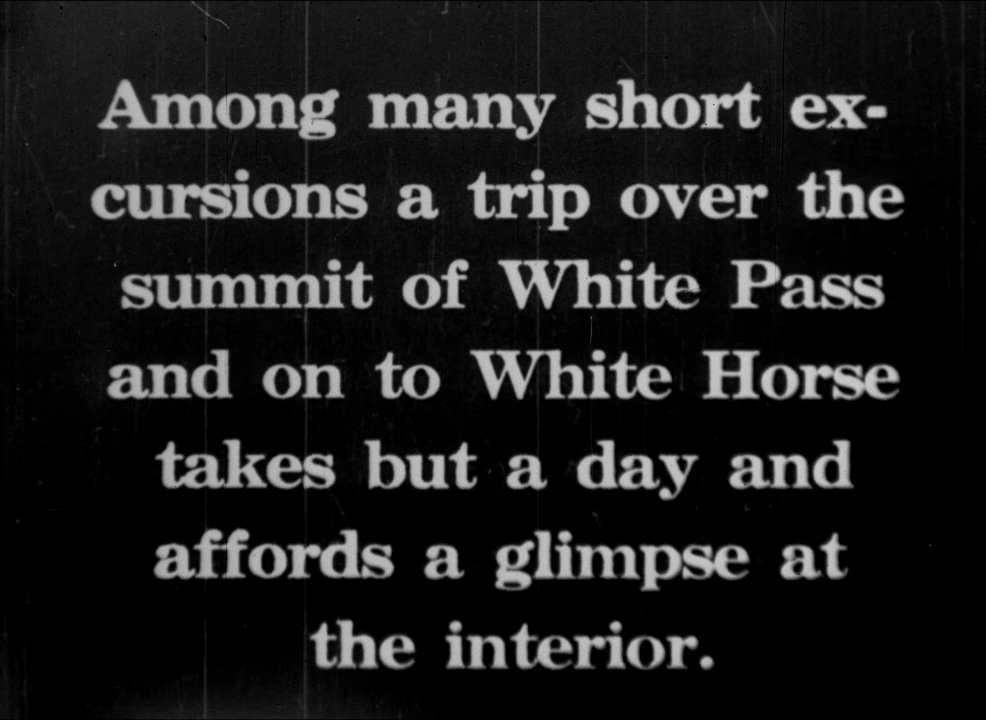 Among many short ex-
cursions a trip over the
summit of White Pass
and on to White Horse
takes but a day and
affords a glimpse at
the interior.